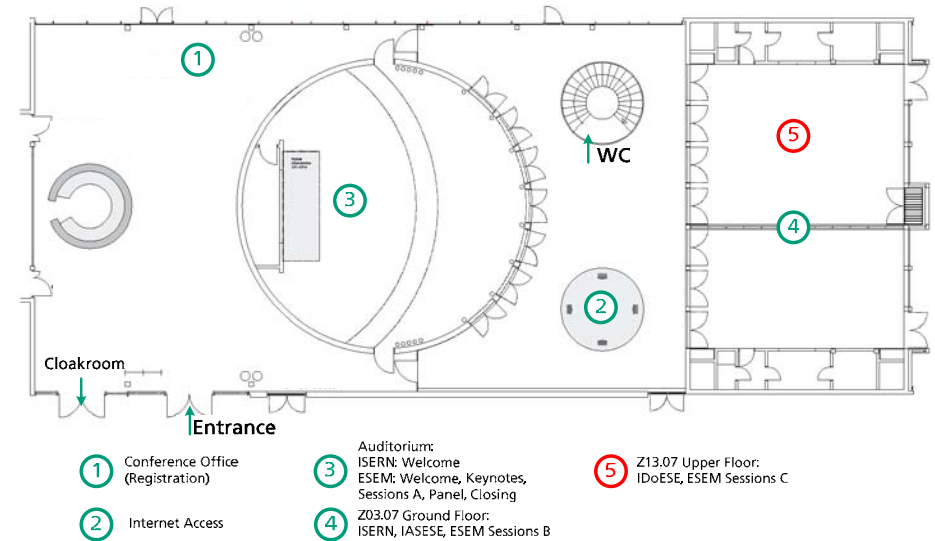 1
5
WC
3
4
2
Cloakroom
Entrance
1 Conference Office
(Registration)
2 Internet Access
3 Auditorium:
ISERN: Welcome
ESEM: Welcome, Keynotes,
Sessions A, Panel, Closing
4 Z03.07 Ground Floor:
ISERN, IASESE, ESEM Sessions B
5 Z13.07 Upper Floor:
IDoESE, ESEM Sessions C